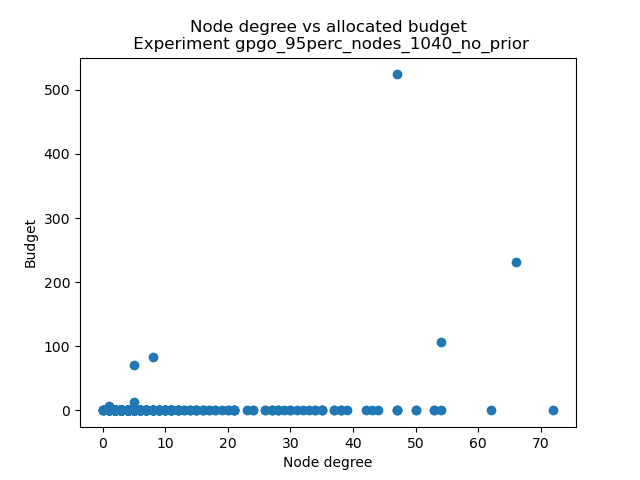 Node degree vs allocated budget
Experiment gpgo_95perc_nodes_1040_no_prior
500
400
300
200
100
0
Budget
0 10 20 30 40 50 60 70
Node degree